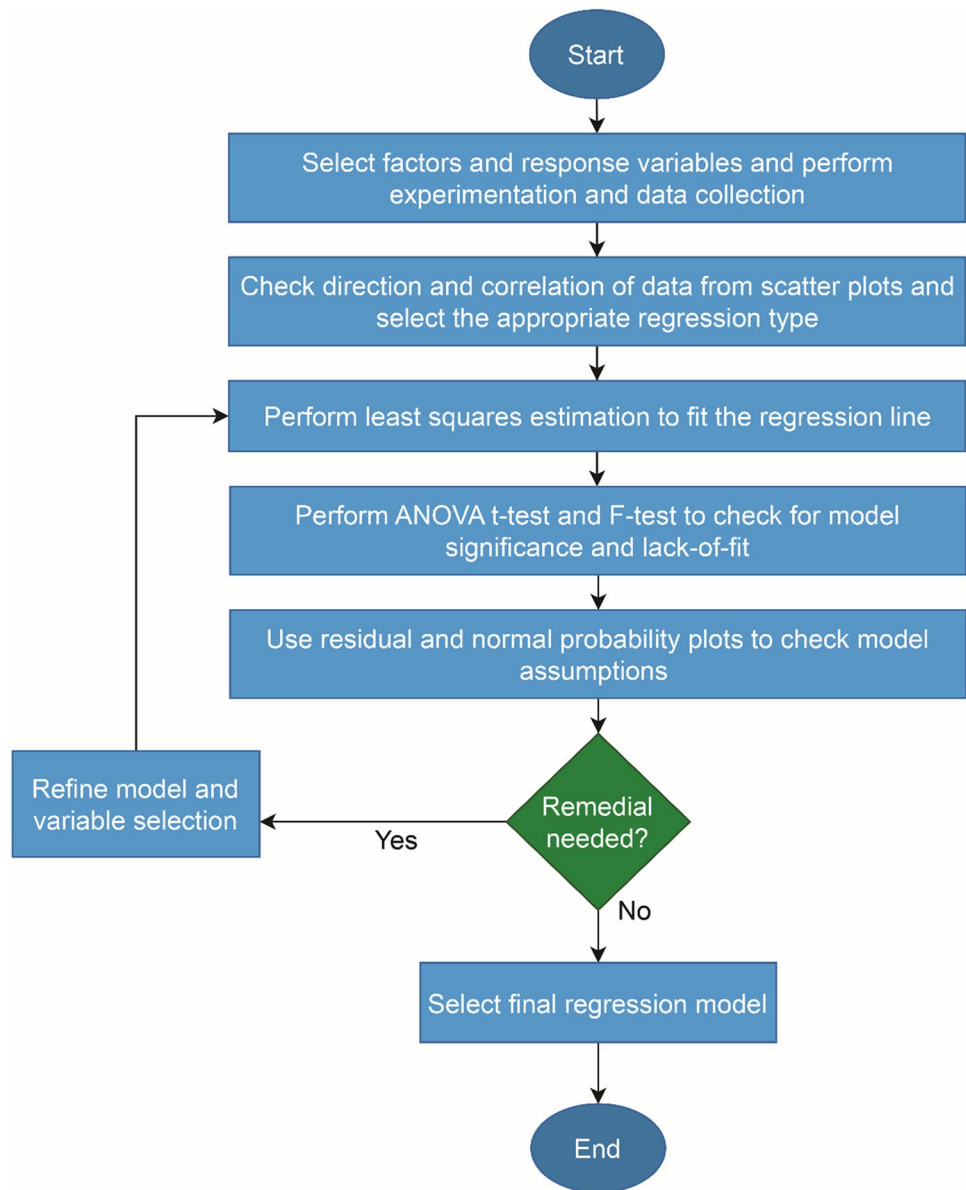 Start
Select factors and response variables and perform
experimentation and data collection
Check direction and correlation of data from scatter plots and
select the appropriate regression type
Perform least squares estimation to fit the regression line
Perform ANOVA t-test and F-test to check for model
significance and lack-of-fit
Use residual and normal probability plots to check model
assumptions
Refine model and
variable selection
Yes
Remedial
needed?
No
Select final regression model
End